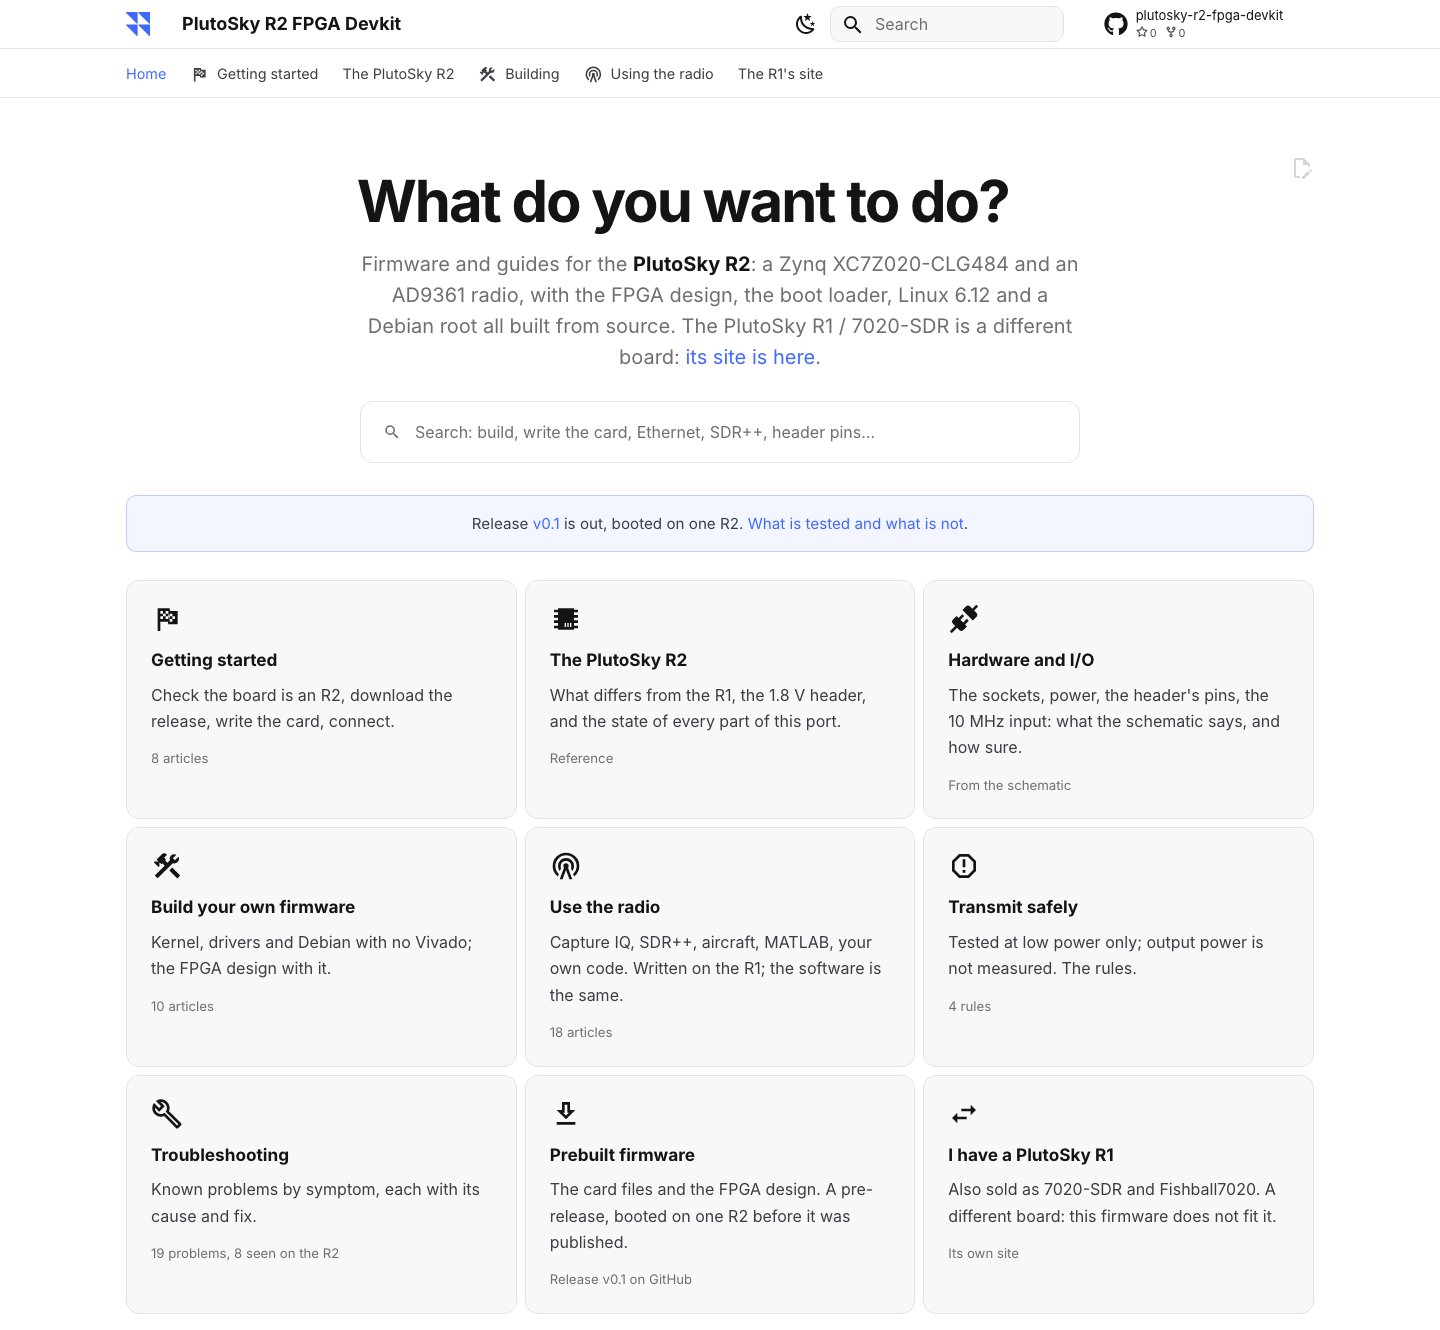 PlutoSky R2 FPGA Devkit
Search
plutosky-r2-fpga-devkit
0 0
Home
Getting started
The PlutoSky R2
Building
Using the radio
The R1's site
What do you want to do?
Firmware and guides for the PlutoSky R2: a Zynq XC7Z020-CLG484 and an
AD9361 radio, with the FPGA design, the boot loader, Linux 6.12 and a
Debian root all built from source. The PlutoSky R1 / 7020-SDR is a different
board: its site is here.
Search: build, write the card, Ethernet, SDR++, header pins…
Release v0.1 is out, booted on one R2. What is tested and what is not.
Getting started
Check the board is an R2, download the
release, write the card, connect.
8 articles
The PlutoSky R2
What differs from the R1, the 1.8 V header,
and the state of every part of this port.
Reference
Hardware and I/O
The sockets, power, the header's pins, the
10 MHz input: what the schematic says, and
how sure.
From the schematic
Build your own firmware
Kernel, drivers and Debian with no Vivado;
the FPGA design with it.
10 articles
Use the radio
Capture IQ, SDR++, aircraft, MATLAB, your
own code. Written on the R1; the software is
the same.
18 articles
Transmit safely
Tested at low power only; output power is
not measured. The rules.
4 rules
Troubleshooting
Known problems by symptom, each with its
cause and fix.
19 problems, 8 seen on the R2
Prebuilt firmware
The card files and the FPGA design. A pre-
release, booted on one R2 before it was
published.
Release v0.1 on GitHub
I have a PlutoSky R1
Also sold as 7020-SDR and Fishball7020. A
different board: this firmware does not fit it.
Its own site